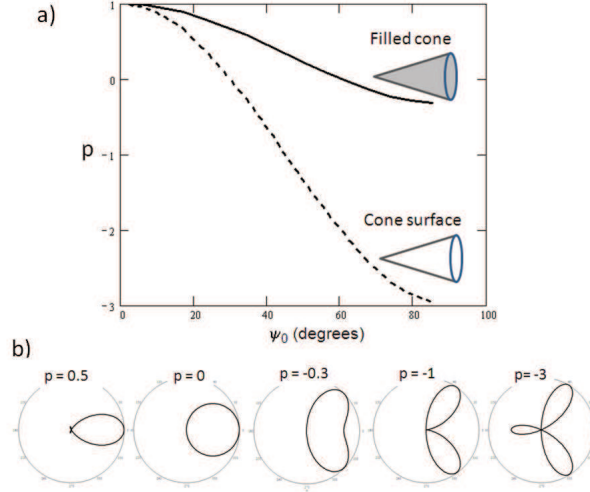 a)
1
0
-1
-2
-3
p
0
20
40
60
80
100
ψ0 (degrees)
Filled cone
Cone surface
b)
p = 0.5
p = 0
p = -0.3
p = -1
p = -3